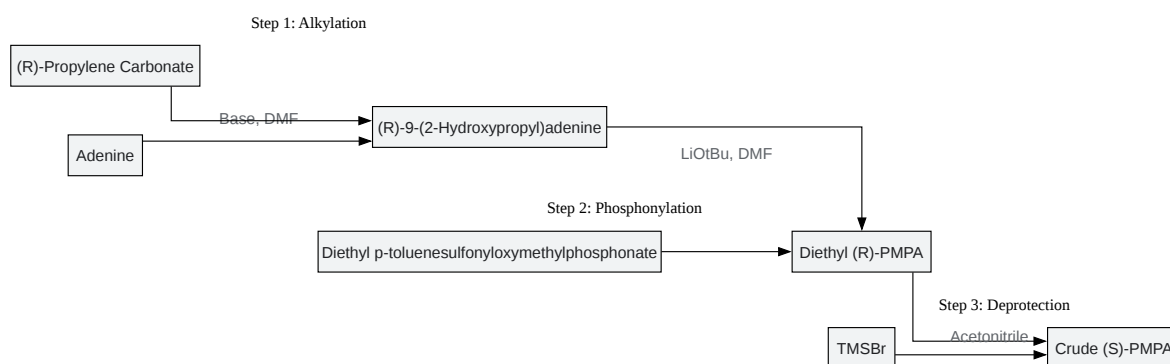 Step 1: Alkylation
(R)-Propylene Carbonate
Base, DMF
(R)-9-(2-Hydroxypropyl)adenine
Adenine
LiOtBu, DMF
Step 2: Phosphonylation
Diethyl p-toluenesulfonyloxymethylphosphonate
Diethyl (R)-PMPA
Step 3: Deprotection
Acetonitrile
TMSBr
Crude (S)-PMPA